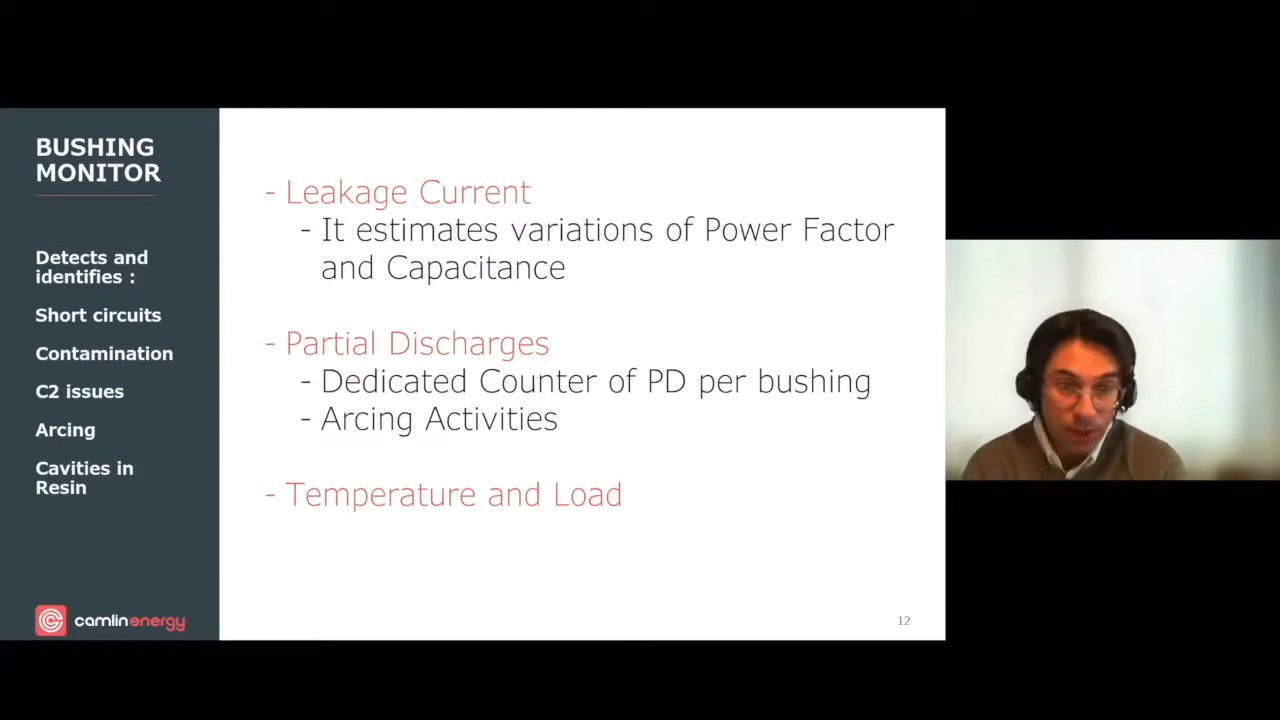 BUSHING
MONITOR
Detects and
identifies :
Short circuits
Contamination
C2 issues
Arcing
Cavities in
Resin
camlinenergy
- Leakage Current
- It estimates variations of Power Factor
and Capacitance
- Partial Discharges
- Dedicated Counter of PD per bushing
- Arcing Activities
- Temperature and Load
12